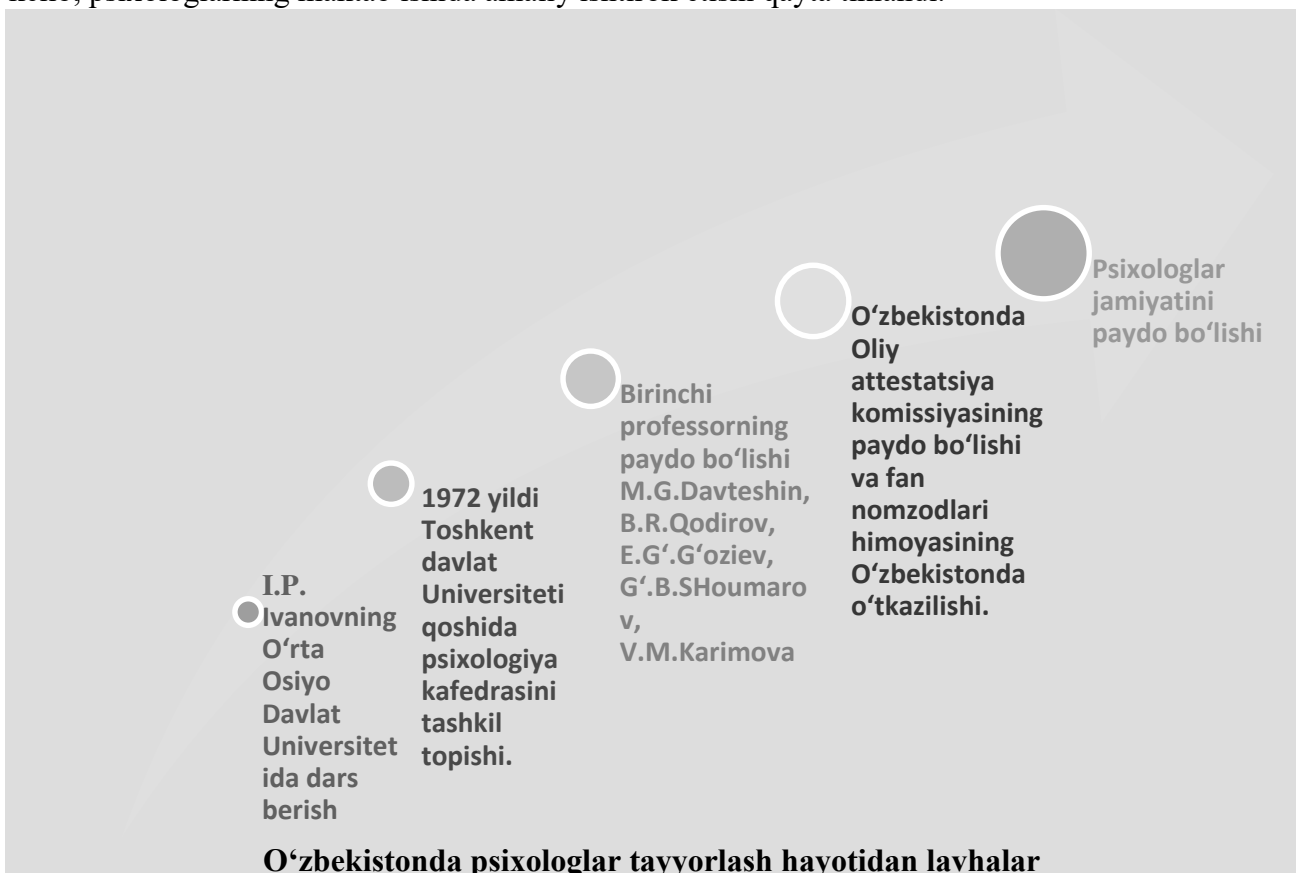 I.P.
Ivanovning
O‘rta
Osiyo
Davlat
Universitet
ida dars
berish
1972 yildi
Toshkent
davlat
Universiteti
qoshida
psixologiya
kafedrasini
tashkil
topishi.
Birinchi
professorning
paydo bo‘lishi
M.G.Davteshin,
B.R.Qodirov,
E.G‘.G‘oziev,
G‘.B.SHoumaro
v,
V.M.Karimova
O‘zbekistonda
Oliy
attestatsiya
komissiyasining
paydo bo‘lishi
va fan
nomzodlari
himoyasining
O‘zbekistonda
o‘tkazilishi.
Psixologlar
jamiyatini
paydo bo‘lishi
O‘zbekistonda psixologlar tayyorlash hayotidan lavhalar